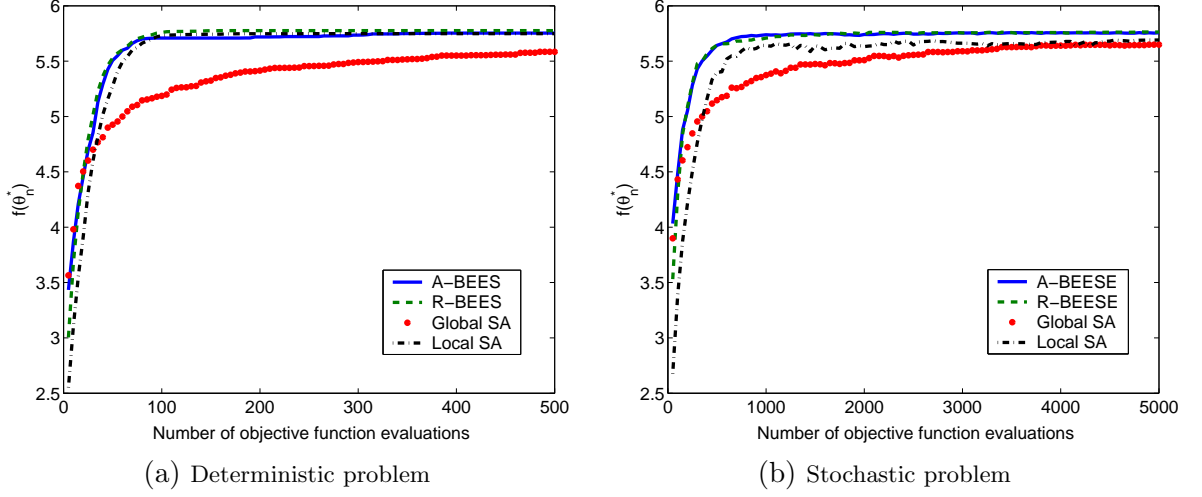 6
5.5
5
4.5
4
3.5
3
2.5
f(θ*n)
0 100 200 300 400 500
Number of objective function evaluations
A−BEES
R−BEES
Global SA
Local SA
(a) Deterministic problem
6
5.5
5
4.5
4
3.5
3
2.5
f(θ*n)
0 1000 2000 3000 4000 5000
Number of objective function evaluations
A−BEESE
R−BEESE
Global SA
Local SA
(b) Stochastic problem